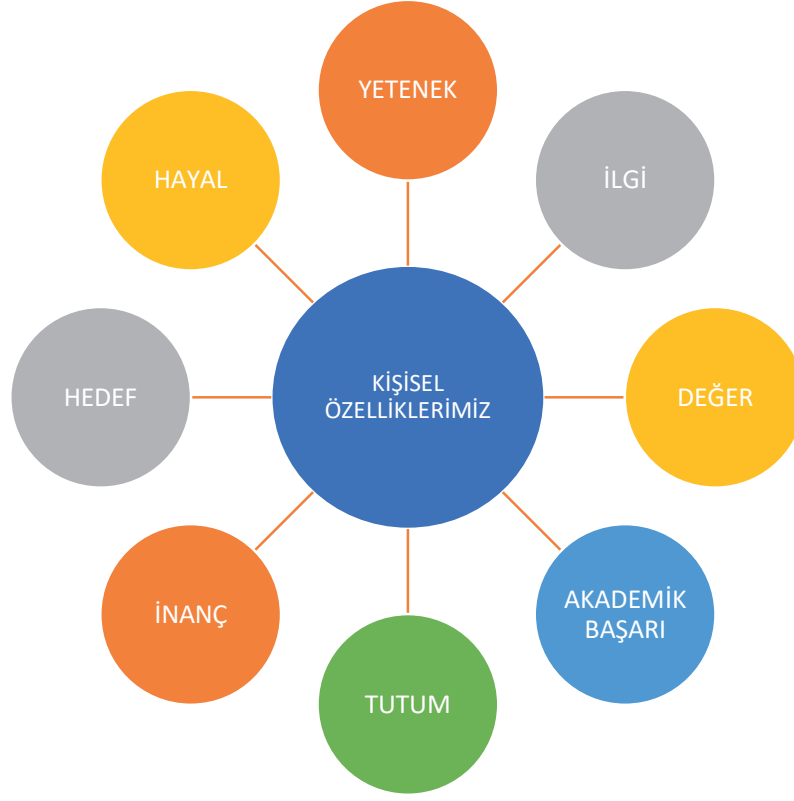 YETENEK
İLGİ
HAYAL
DEĞER
KİŞİSEL
ÖZELLİKLERİMİZ
HEDEF
AKADEMİK
BAŞARI
İNANÇ
TUTUM